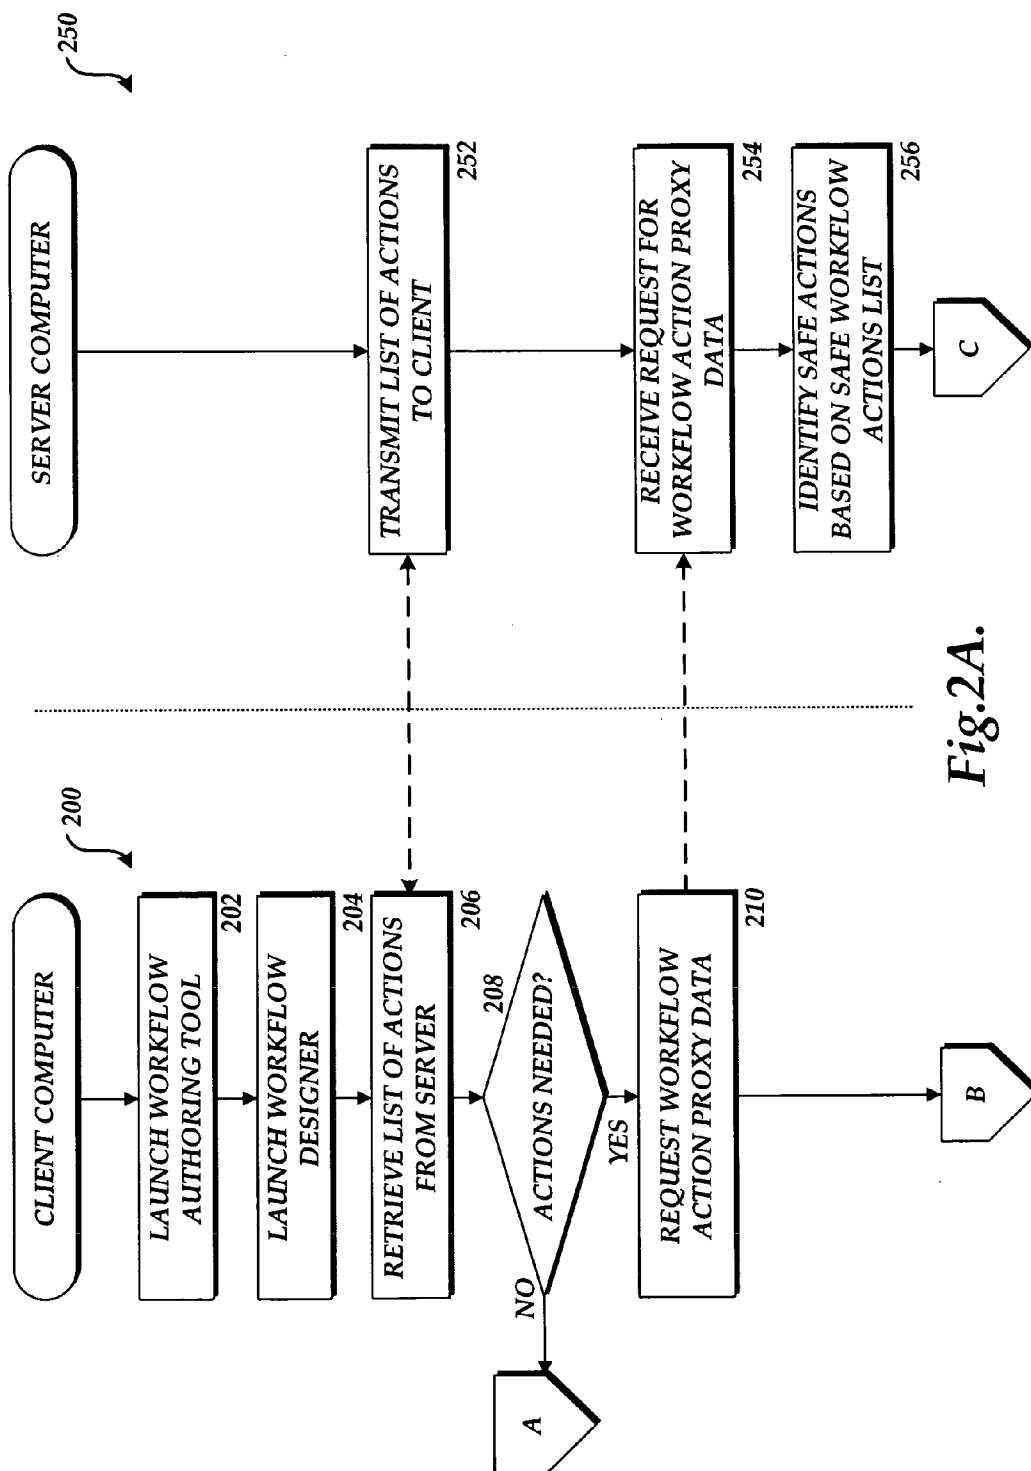 CLIENT COMPUTER
200
LAUNCH WORKFLOW
AUTHORING TOOL
202
LAUNCH WORKFLOW
DESIGNER
204
RETRIEVE LIST OF ACTIONS
FROM SERVER
206
208
ACTIONS NEEDED?
NO
A
YES
REQUEST WORKFLOW
ACTION PROXY DATA
210
B
SERVER COMPUTER
250
TRANSMIT LIST OF ACTIONS
TO CLIENT
252
RECEIVE REQUEST FOR
WORKFLOW ACTION PROXY
DATA
254
IDENTIFY SAFE ACTIONS
BASED ON SAFE WORKFLOW
ACTIONS LIST
256
C
Fig.2A.